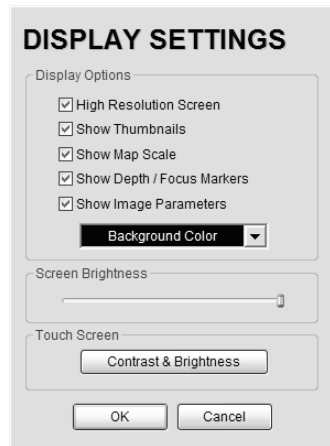 DISPLAY SETTINGS
Display Options
High Resolution Screen
Show Thumbnails
Show Map Scale
Show Depth / Focus Markers
Show Image Parameters
Background Color
Screen Brightness
Touch Screen
Contrast & Brightness
OK Cancel